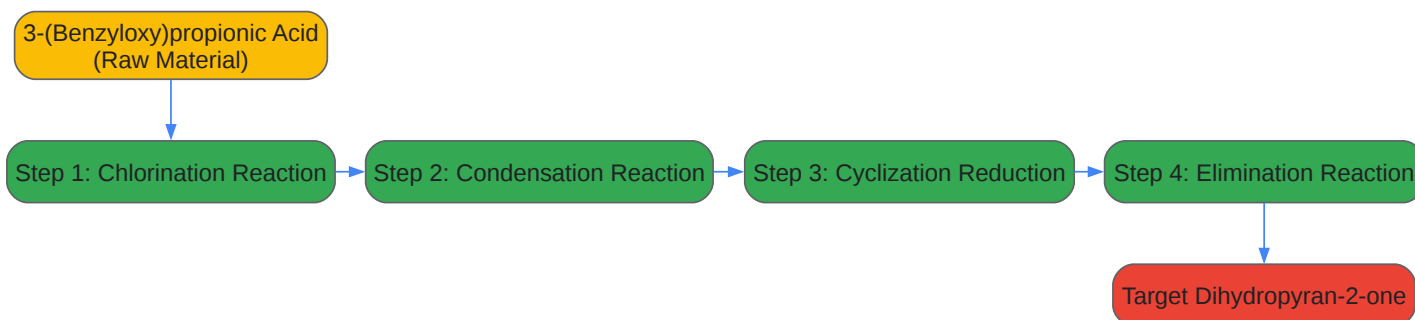 3-(Benzyloxy)propionic Acid
(Raw Material)
Step 1: Chlorination Reaction
Step 2: Condensation Reaction
Step 3: Cyclization Reduction
Step 4: Elimination Reaction
Target Dihydropyran-2-one